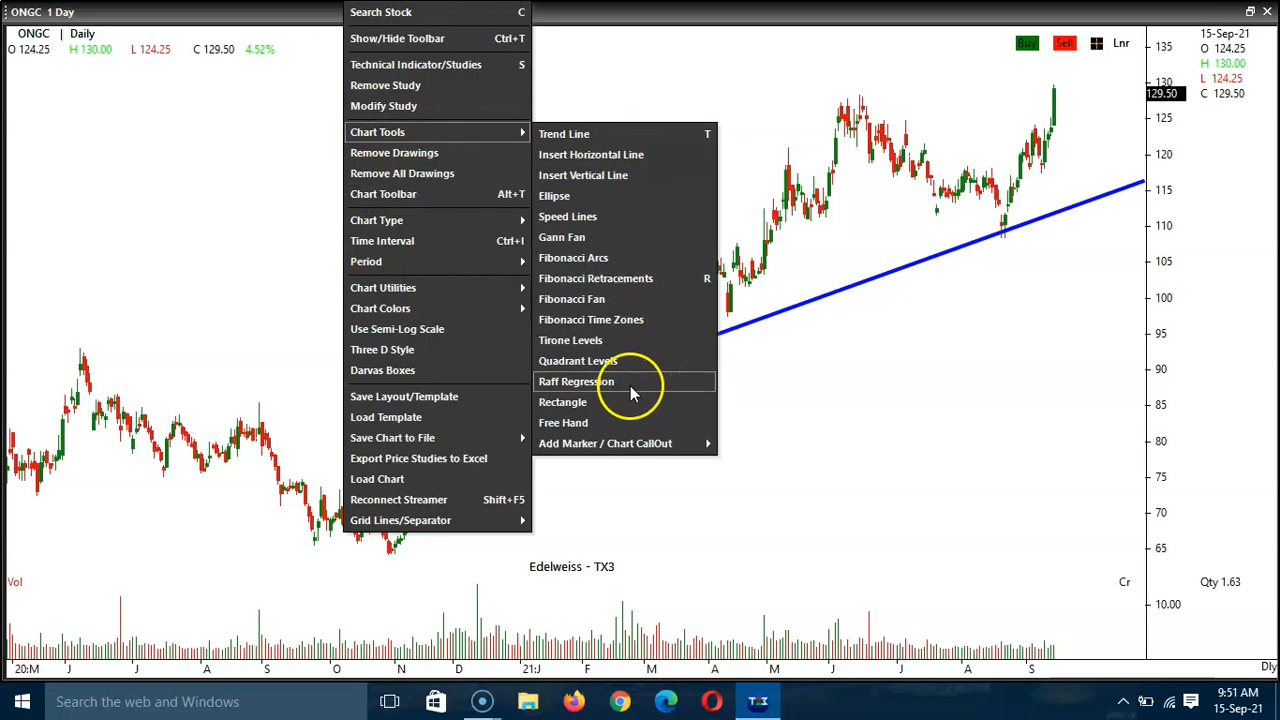 ONGC 1 Day
ONGC | Daily
O 124.25 H 130.00 L 124.25 C 129.50 4.52%
Search Stock C
Show/Hide Toolbar Ctrl+T
Technical Indicator/Studies S
Remove Study
Modify Study
Chart Tools
Remove Drawings
Remove All Drawings
Chart Toolbar Alt+T
Chart Type
Time Interval Ctrl+I
Period
Chart Utilities
Chart Colors
Use Semi-Log Scale
Three D Style
Darvas Boxes
Save Layout/Template
Load Template
Save Chart to File
Export Price Studies to Excel
Load Chart
Reconnect Streamer Shift+F5
Grid Lines/Separator
Trend Line T
Insert Horizontal Line
Insert Vertical Line
Ellipse
Speed Lines
Gann Fan
Fibonacci Arcs
Fibonacci Retracements R
Fibonacci Fan
Fibonacci Time Zones
Tirone Levels
Quadrant Levels
Raff Regression
Rectangle
Free Hand
Add Marker / Chart CallOut
Buy Sell Lnr
135
130
129.50
125
120
115
110
105
100
95
90
85
80
75
70
65
15-Sep-21
O 124.25
H 130.00
L 124.25
C 129.50
Edelweiss - TX3
Vol
Cr
Qty 1.63
10.00
20:M J J A S O N D 21:J F M A M J J A S Dly
Search the web and Windows
9:51 AM
15-Sep-21